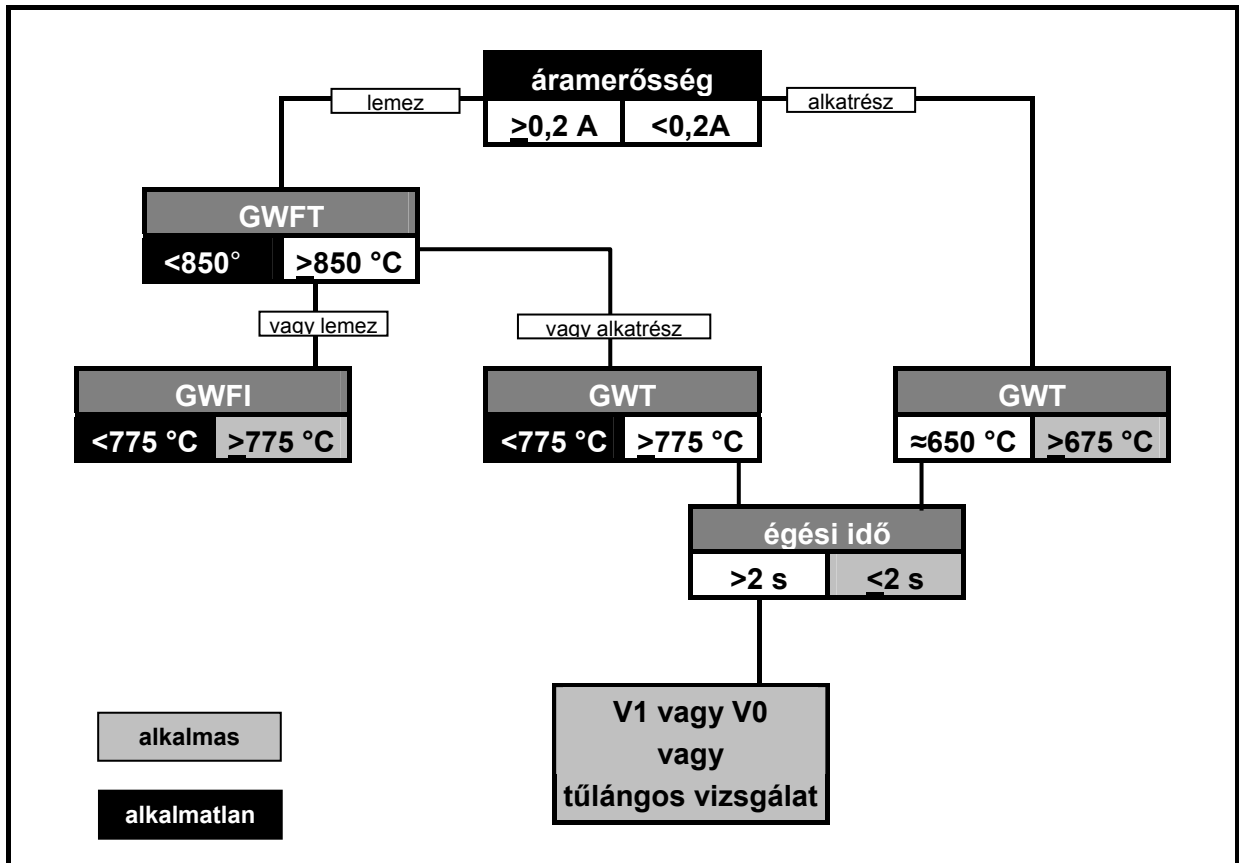 áramerősség
lemez
alkatrész
≥0,2 A <0,2A
GWFT
<850° ≥850 °C
vagy lemez
vagy alkatrész
GWFI
GWT
GWT
<775 °C ≥775 °C
<775 °C ≥775 °C
≈650 °C ≥675 °C
égési idő
>2 s ≤2 s
V1 vagy V0
vagy
tűlángos vizsgálat
alkalmas
alkalmatlan